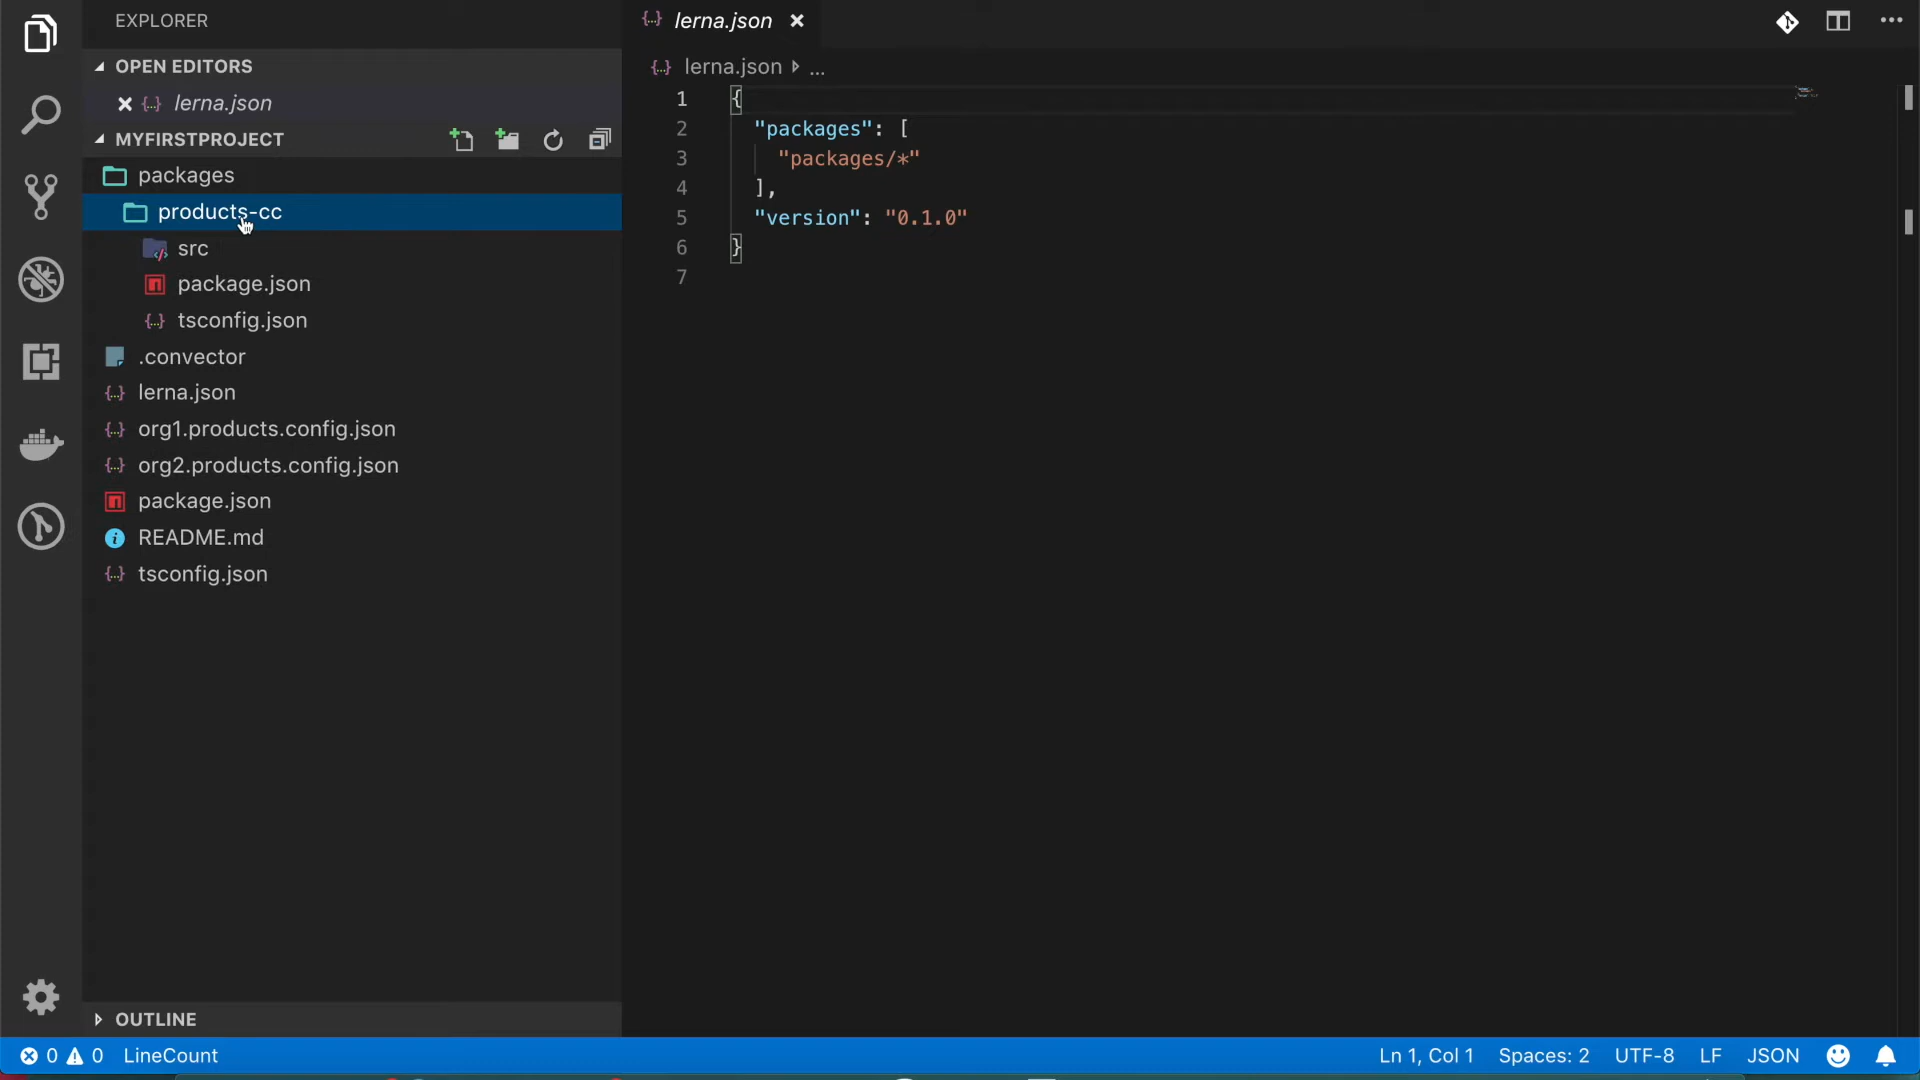 EXPLORER
OPEN EDITORS
lerna.json
MYFIRSTPROJECT
packages
products-cc
src
package.json
tsconfig.json
.convector
lerna.json
org1.products.config.json
org2.products.config.json
package.json
README.md
tsconfig.json
OUTLINE
lerna.json
lerna.json ...
1 {
2 "packages": [
3 "packages/*"
4 ],
5 "version": "0.1.0"
6 }
7
0 0 LineCount Ln 1, Col 1 Spaces: 2 UTF-8 LF JSON